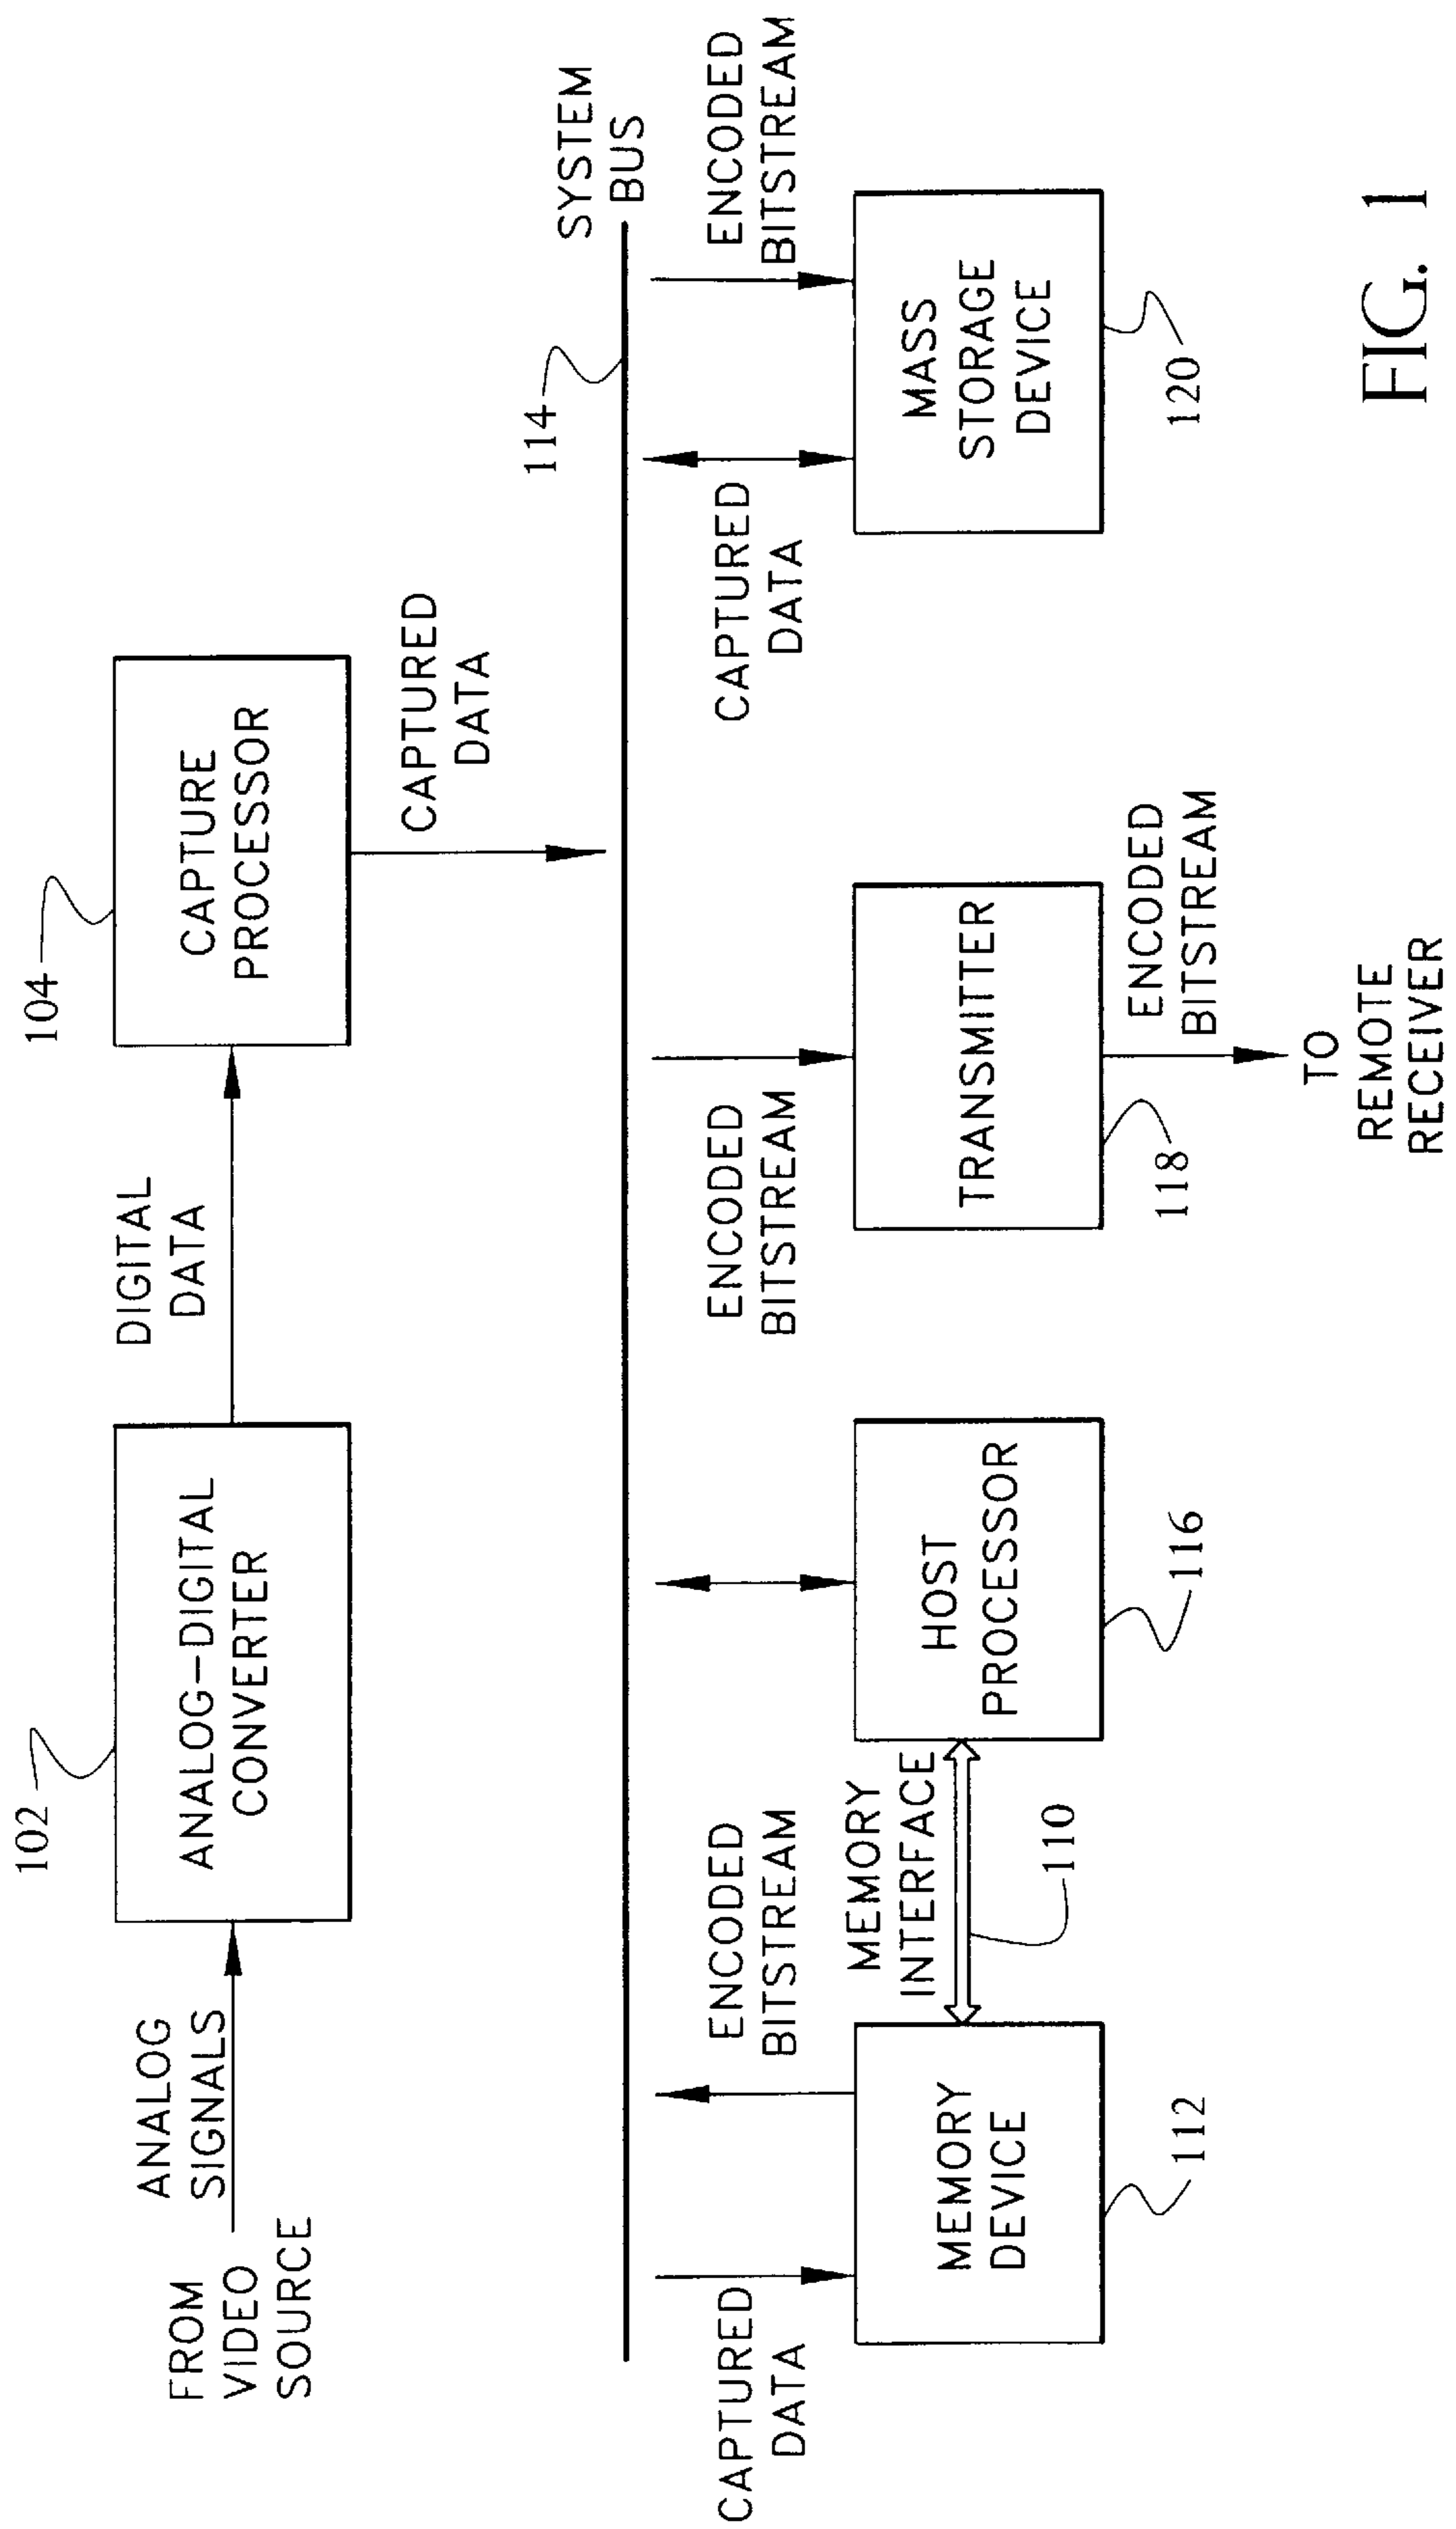 FROM
VIDEO
SOURCE
ANALOG
SIGNALS
102
ANALOG-DIGITAL
CONVERTER
DIGITAL
DATA
104
CAPTURE
PROCESSOR
CAPTURED
DATA
114
SYSTEM
BUS
CAPTURED
DATA
ENCODED
BITSTREAM
MEMORY
DEVICE
112
MEMORY
INTERFACE
110
HOST
PROCESSOR
116
ENCODED
BITSTREAM
TRANSMITTER
118
ENCODED
BITSTREAM
TO
REMOTE
RECEIVER
CAPTURED
DATA
ENCODED
BITSTREAM
MASS
STORAGE
DEVICE
120
FIG. 1